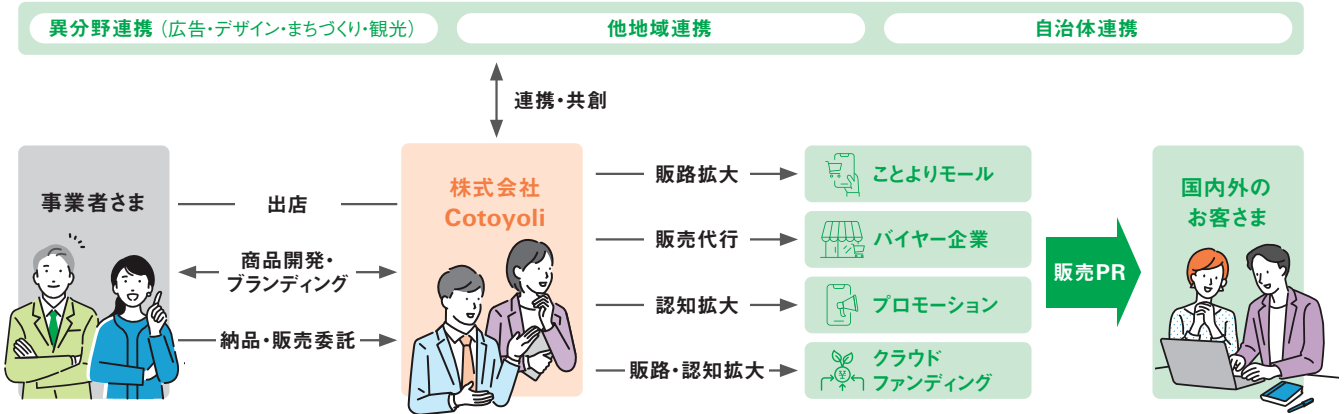 異分野連携（広告・デザイン・まちづくり・観光）
他地域連携
自治体連携
連携・共創
事業者さま
出店
商品開発・
ブランディング
納品・販売委託
株式会社
Cotoyoli
販路拡大
ことよりモール
販売代行
バイヤー企業
認知拡大
プロモーション
販路・認知拡大
クラウド
ファンディング
販売PR
国内外の
お客さま